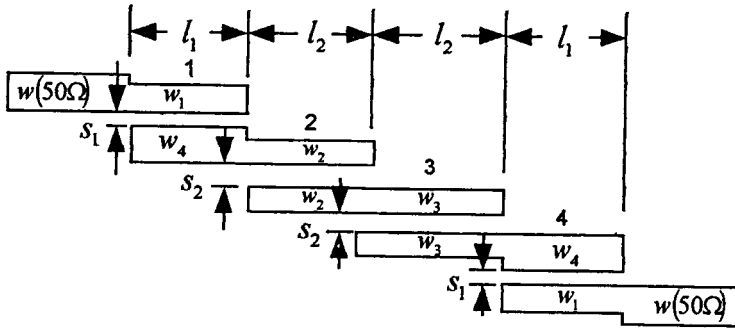 l₁ l₂ l₂ l₁
1
w(50Ω) w₁
2
s₁ w₄ w₂
3
s₂ w₂ w₃
4
s₂ w₃ w₄
s₁ w₁ w(50Ω)